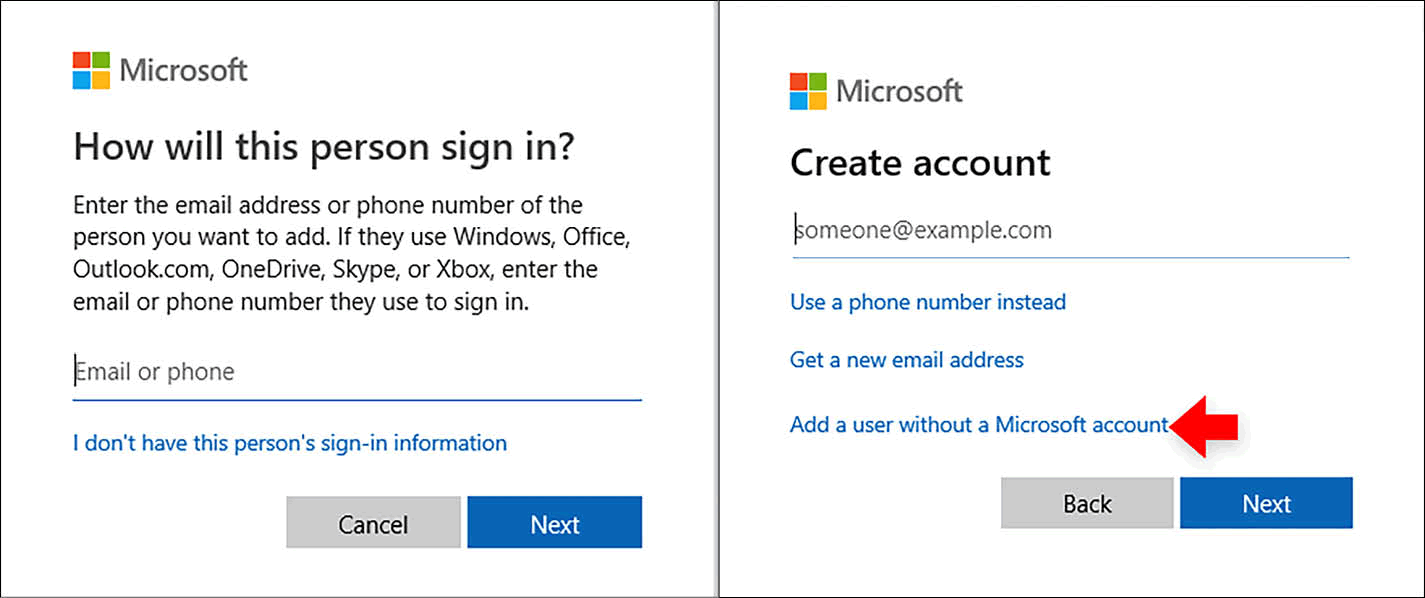 Microsoft
How will this person sign in?
Enter the email address or phone number of the
person you want to add. If they use Windows, Office,
Outlook.com, OneDrive, Skype, or Xbox, enter the
email or phone number they use to sign in.
Email or phone
I don't have this person's sign-in information
Cancel
Next
Microsoft
Create account
someone@example.com
Use a phone number instead
Get a new email address
Add a user without a Microsoft account
Back
Next